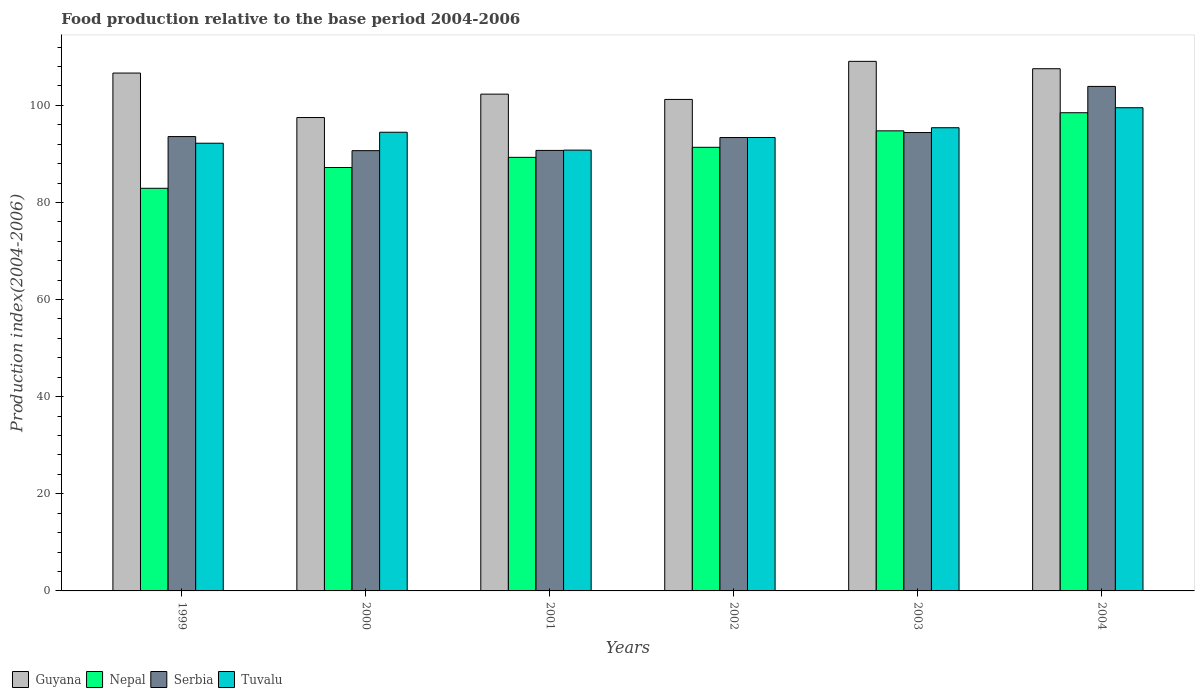 Food production relative to the base period 2004-2006
Production index(2004-2006)
100
80
60
40
20
0
1999
2000
2001
2002
2003
2004
Years
Guyana
Nepal
Serbia
Tuvalu